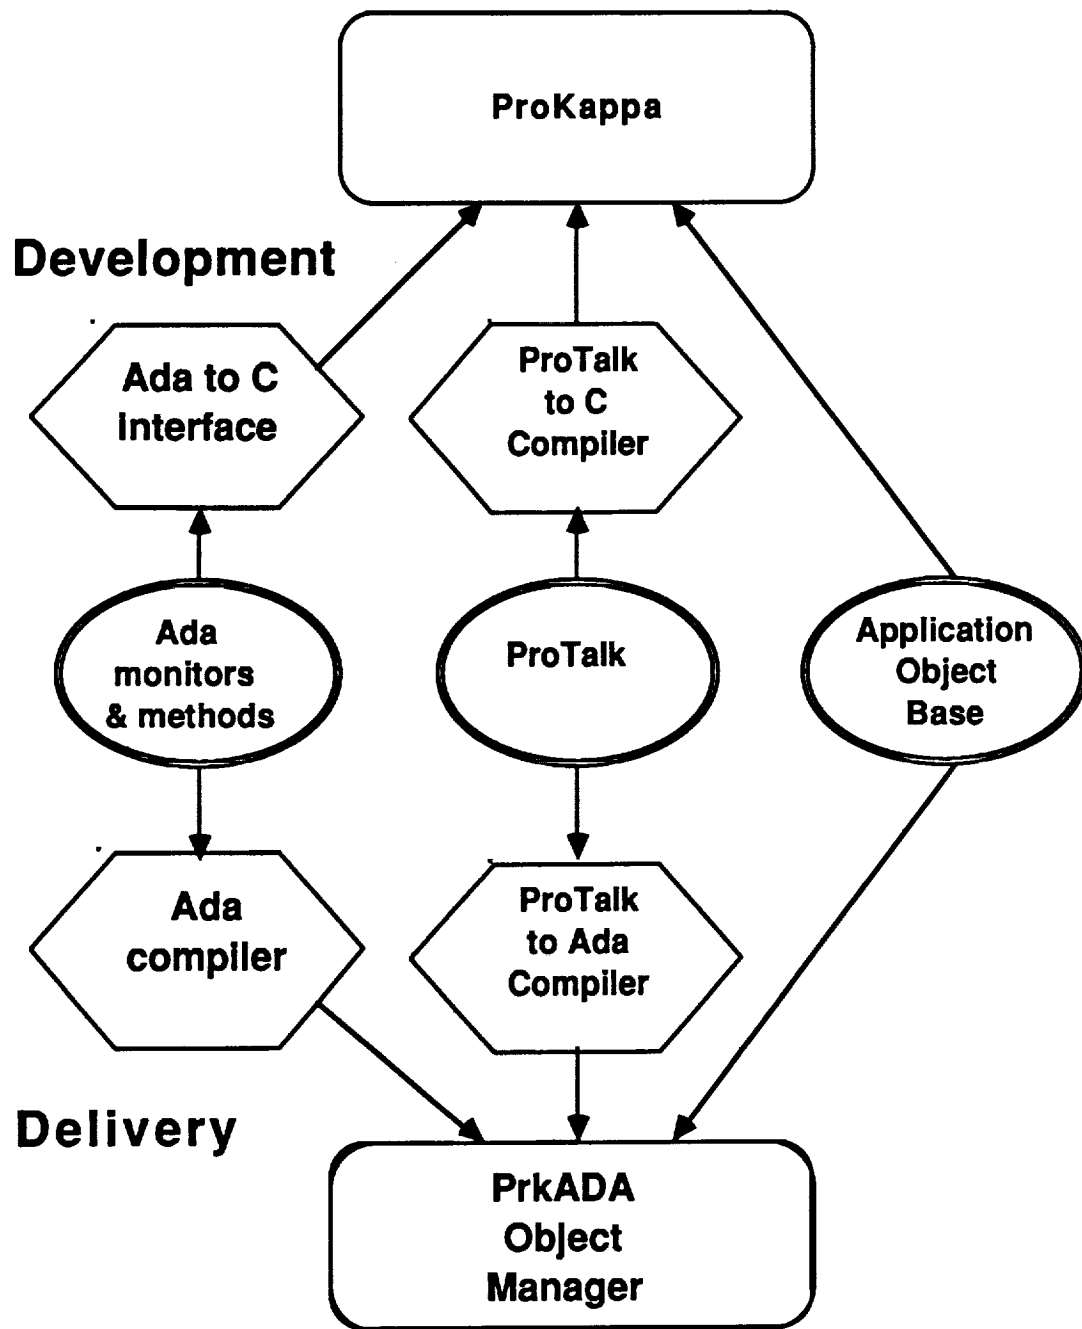 ProKappa
Development
Ada to C
interface
ProTalk
to C
Compiler
Ada
monitors
& methods
ProTalk
Application
Object
Base
Ada
compiler
ProTalk
to Ada
Compiler
Delivery
PrkADA
Object
Manager